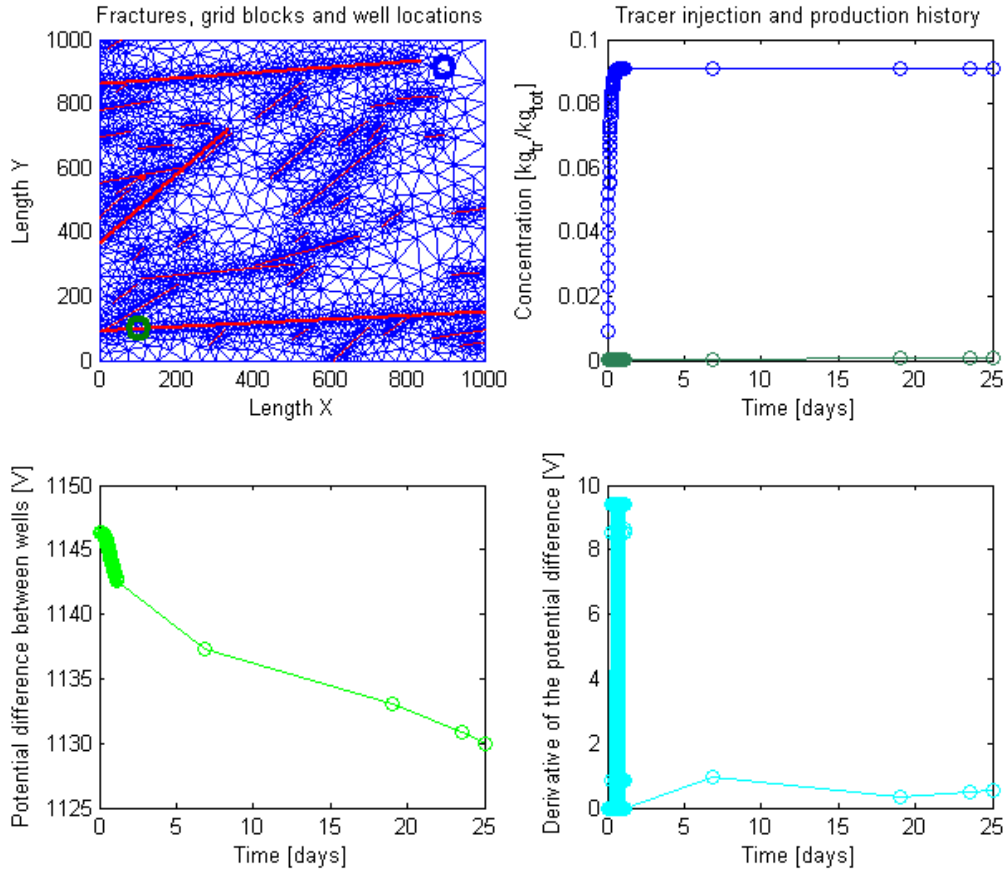 Fractures, grid blocks and well locations
1000
800
600
400
200
0
0 200 400 600 800 1000
Length Y
Length X
Tracer injection and production history
0.1
0.08
0.06
0.04
0.02
0
0 5 10 15 20 25
Concentration [kg_tr/kg_tot]
Time [days]
1150
1145
1140
1135
1130
1125
0 5 10 15 20 25
Potential difference between wells [V]
Time [days]
10
8
6
4
2
0
0 5 10 15 20 25
Derivative of the potential difference [V]
Time [days]